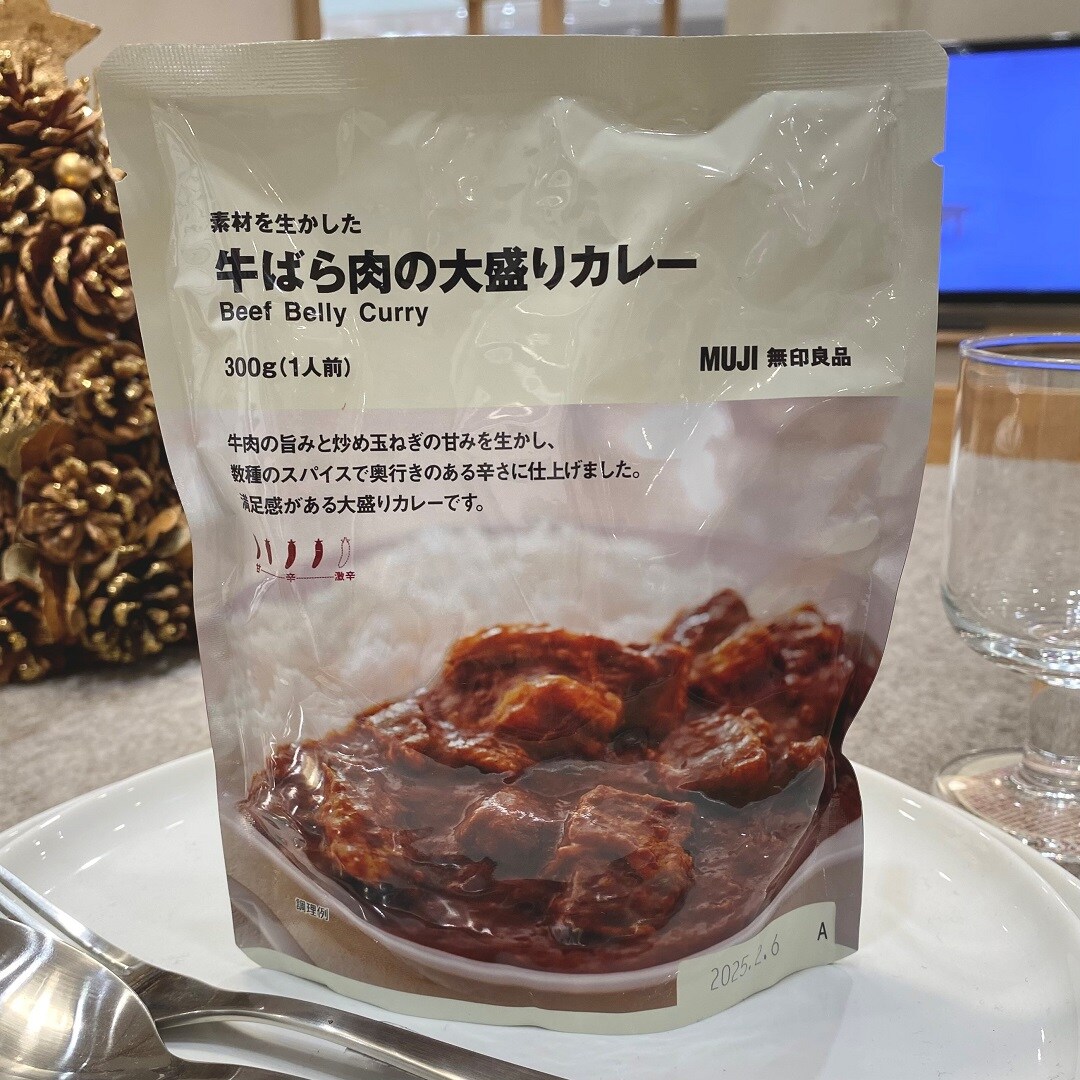 素材を生かした
牛ばら肉の大盛りカレー
Beef Belly Curry
300g(1人前)
MUJI 無印良品
牛肉の旨みと炒め玉ねぎの甘みを生かし、
数種のスパイスで奥行きのある辛さに仕上げました。
満足感がある大盛りカレーです。
甘 辛 激辛
調理例
2025.2.6 A